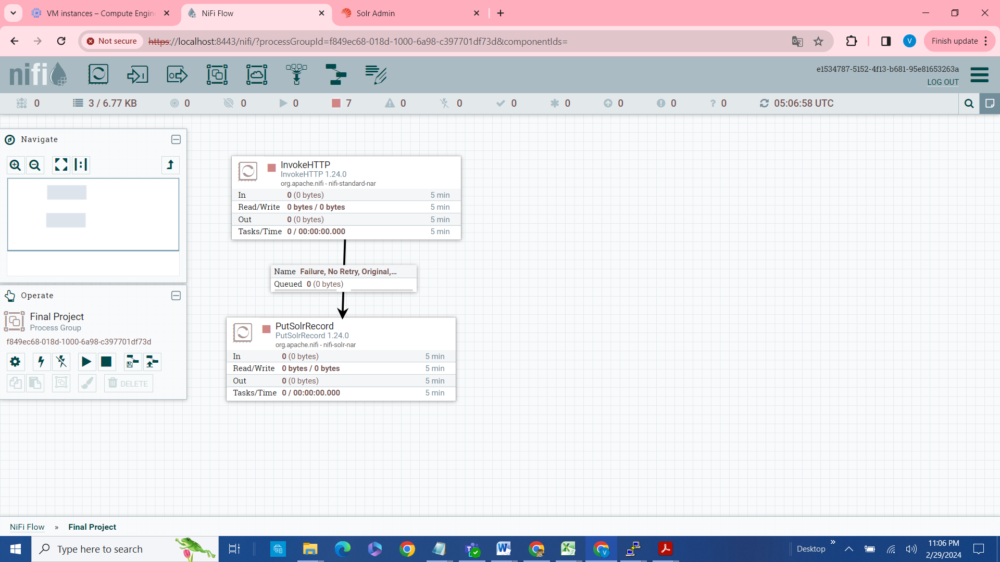 VM instances – Compute Engin
NiFi Flow
Solr Admin
Not secure
https://localhost:8443/nifi/?processGroupId=f849ec68-018d-1000-6a98-c397701df73d&componentIds=
V
Finish update
nifi
e1534787-5152-4f13-b681-95e81653263a
LOG OUT
0
3 / 6.77 KB
0
0
0
7
0
0
0
0
0
0
? 0
05:06:58 UTC
Navigate
InvokeHTTP
InvokeHTTP 1.24.0
org.apache.nifi - nifi-standard-nar
In 0 (0 bytes) 5 min
Read/Write 0 bytes / 0 bytes 5 min
Out 0 (0 bytes) 5 min
Tasks/Time 0 / 00:00:00.000 5 min
Name Failure, No Retry, Original,...
Queued 0 (0 bytes)
Operate
Final Project
Process Group
f849ec68-018d-1000-6a98-c397701df73d
DELETE
PutSolrRecord
PutSolrRecord 1.24.0
org.apache.nifi - nifi-solr-nar
In 0 (0 bytes) 5 min
Read/Write 0 bytes / 0 bytes 5 min
Out 0 (0 bytes) 5 min
Tasks/Time 0 / 00:00:00.000 5 min
NiFi Flow » Final Project
Type here to search
Desktop
11:06 PM
2/29/2024